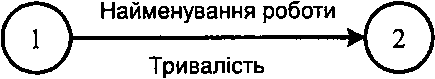 Найменування роботи
1
2
Тривалість